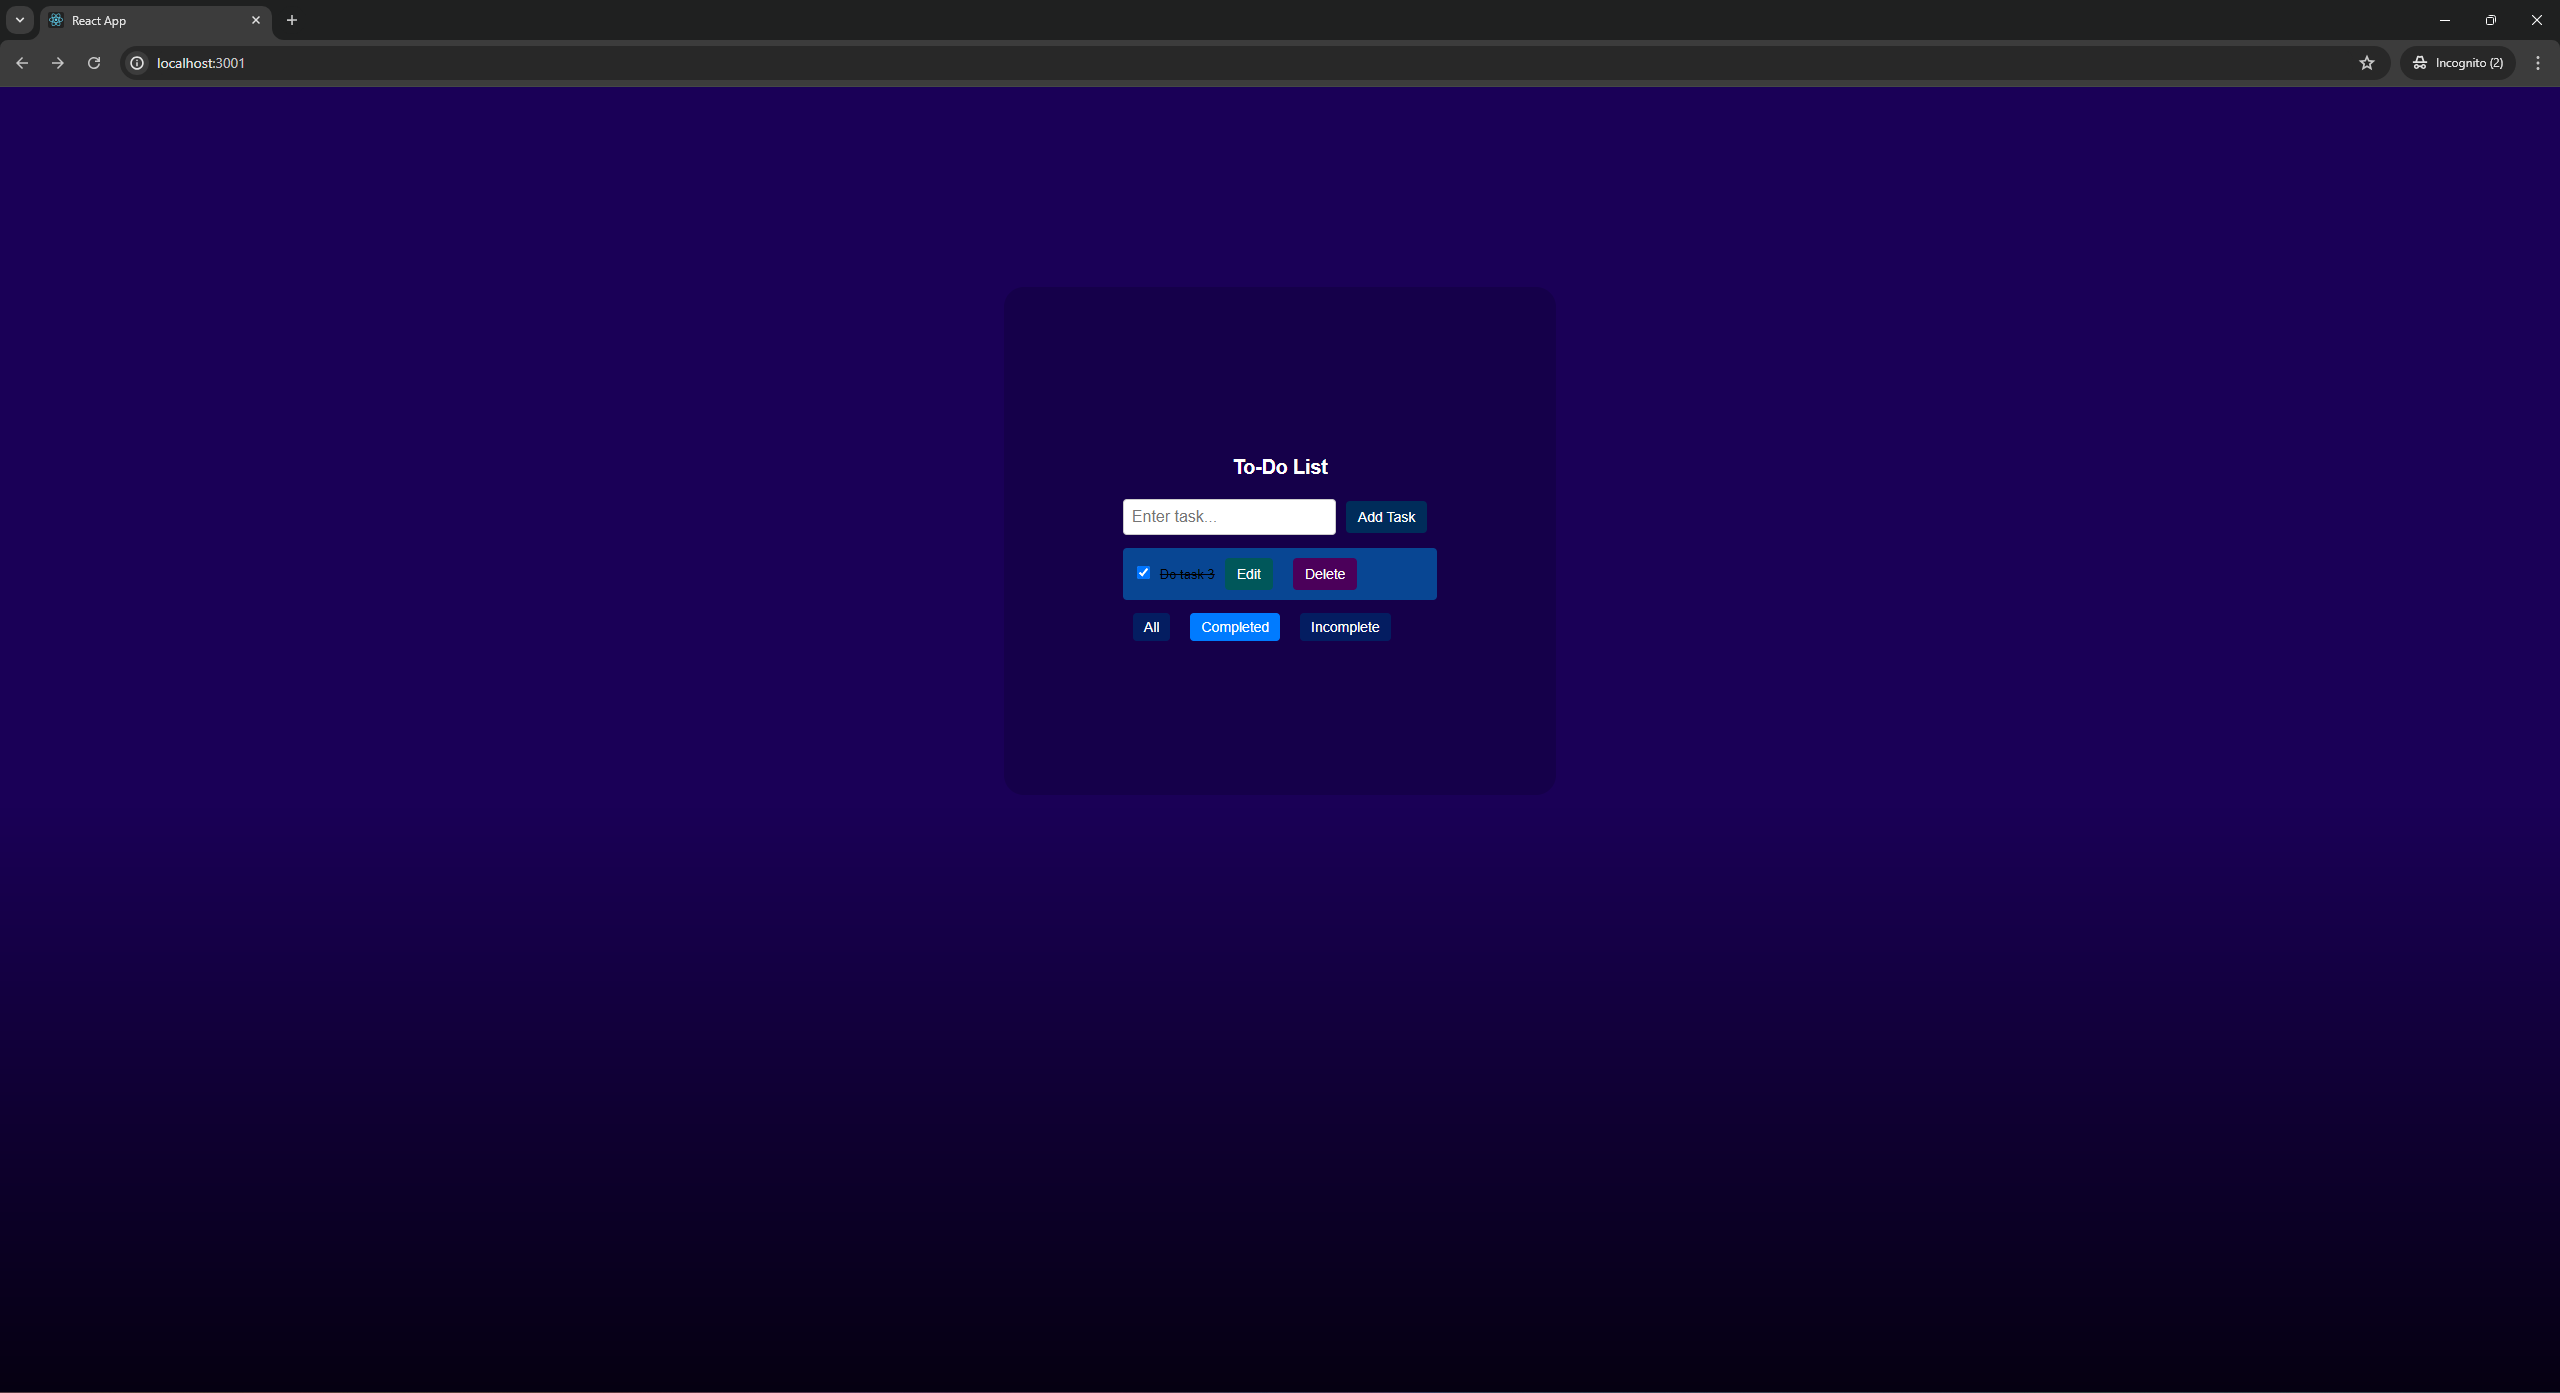 React App
localhost:3001
Incognito (2)
To-Do List
Enter task...
Add Task
Do task 3
Edit
Delete
All
Completed
Incomplete